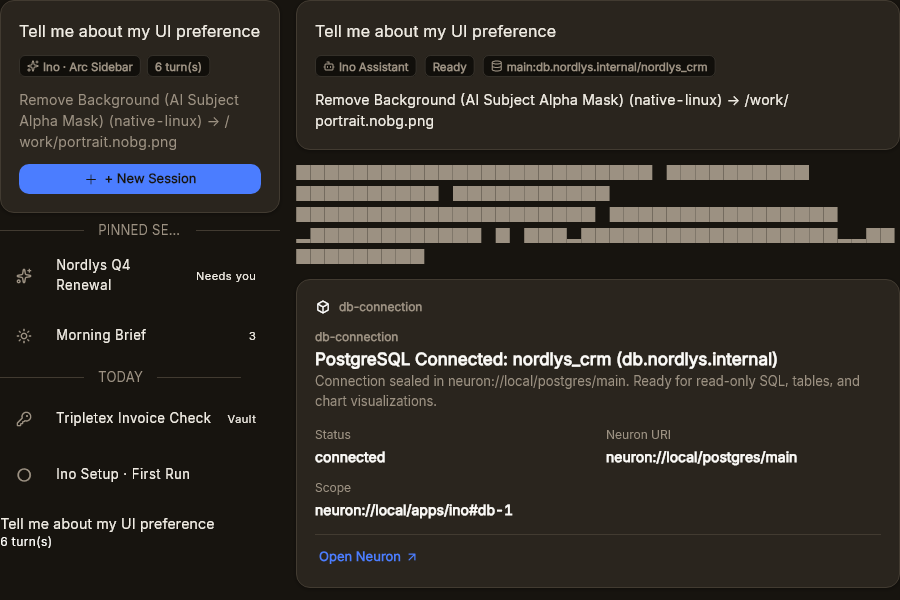 Tell me about my UI preference
Ino · Arc Sidebar
6 turn(s)
Remove Background (AI Subject
Alpha Mask) (native-linux) → /
work/portrait.nobg.png
+ New Session
PINNED SE...
Nordlys Q4
Renewal
Needs you
Morning Brief
3
TODAY
Tripletex Invoice Check
Vault
Ino Setup · First Run
Tell me about my UI preference
6 turn(s)
Tell me about my UI preference
Ino Assistant
Ready
main:db.nordlys.internal/nordlys_crm
Remove Background (AI Subject Alpha Mask) (native-linux) → /work/
portrait.nobg.png
db-connection
db-connection
PostgreSQL Connected: nordlys_crm (db.nordlys.internal)
Connection sealed in neuron://local/postgres/main. Ready for read-only SQL, tables, and
chart visualizations.
Status
Neuron URI
connected
neuron://local/postgres/main
Scope
neuron://local/apps/ino#db-1
Open Neuron ↗